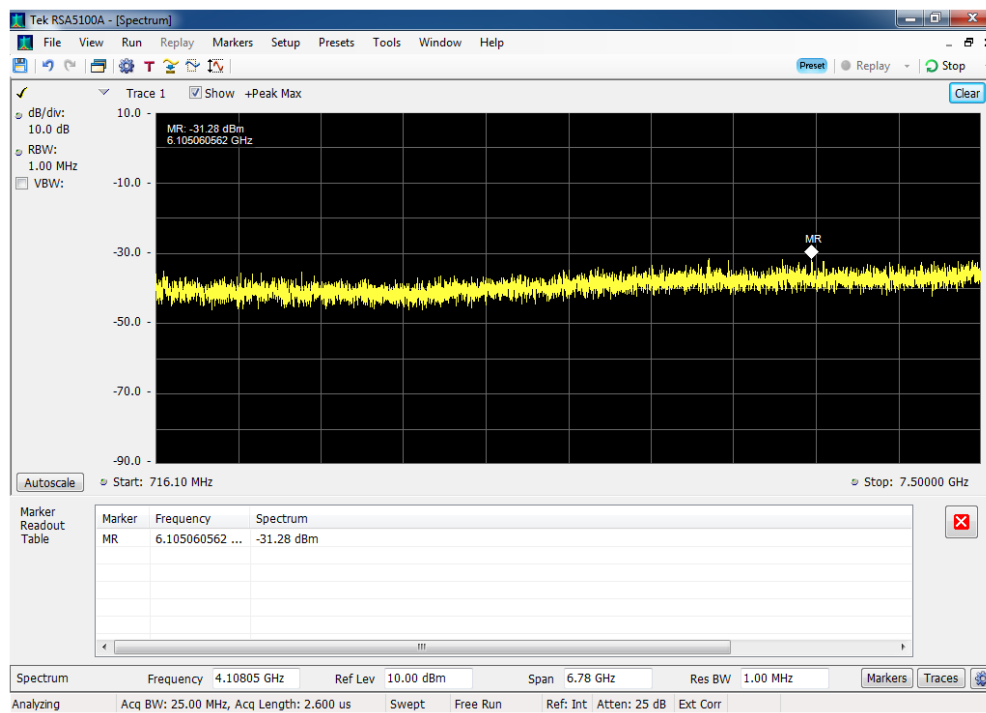 Tek RSA5100A - [Spectrum]
File View Run Replay Markers Setup Presets Tools Window Help
T Preset Replay Stop
Trace 1 Show +Peak Max Clear
dB/div:
10.0 dB
RBW:
1.00 MHz
VBW:
10.0
MR: -31.28 dBm
6.105060562 GHz
-10.0
MR
-30.0
-50.0
-70.0
-90.0
Autoscale Start: 716.10 MHz Stop: 7.50000 GHz
Marker
Readout
Table
Marker Frequency Spectrum
MR 6.105060562 ... -31.28 dBm
Spectrum Frequency 4.10805 GHz Ref Lev 10.00 dBm Span 6.78 GHz Res BW 1.00 MHz Markers Traces
Analyzing Acq BW: 25.00 MHz, Acq Length: 2.600 us Swept Free Run Ref: Int Atten: 25 dB Ext Corr